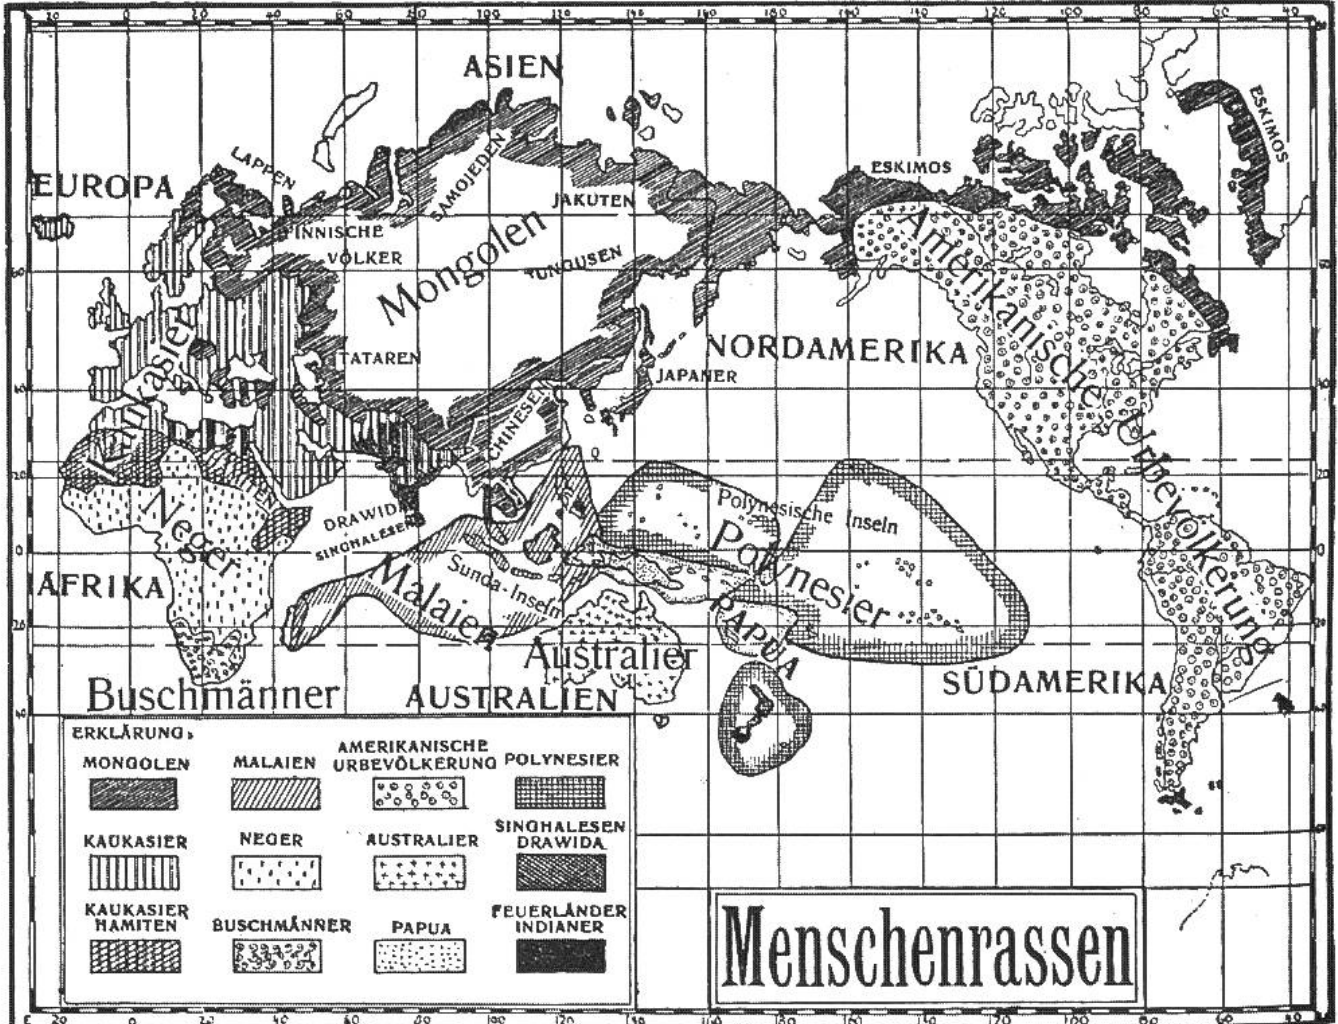 ASIEN
EUROPA
LAPPEN
SAMOJEDEN
JAKUTEN
FINNISCHE
VÖLKER
Mongolen
TUNGUSEN
TATAREN
CHINESEN
JAPANER
ESKIMOS
ESKIMOS
NORDAMERIKA
Amerikanische Urbevölkerung
Kaukasier
Neger
AFRIKA
DRAWIDA
SINGHALESEN
Malaien
Sunda-Inseln
Polynesische Inseln
Polynesier
PAPUA
Australier
Buschmänner
AUSTRALIEN
SÜDAMERIKA
ERKLÄRUNG:
MONGOLEN
MALAIEN
AMERIKANISCHE
URBEVÖLKERUNG
POLYNESIER
KAUKASIER
NEGER
AUSTRALIER
SINGHALESEN
DRAWIDA
KAUKASIER
HAMITEN
BUSCHMÄNNER
PAPUA
FEUERLÄNDER
INDIANER
Menschenrassen